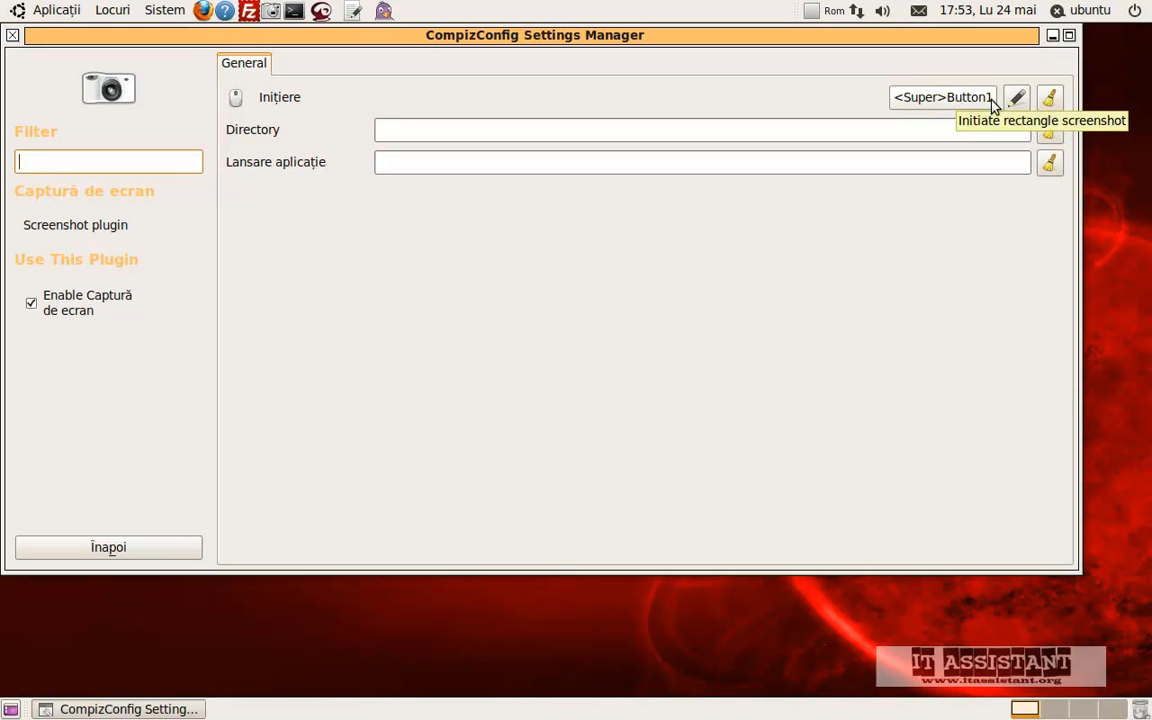 Aplicații Locuri Sistem Rom 17:53, Lu 24 mai ubuntu
CompizConfig Settings Manager
General
Inițiere <Super>Button1
Initiate rectangle screenshot
Directory
Lansare aplicație
Filter
Captură de ecran
Screenshot plugin
Use This Plugin
Enable Captură
de ecran
Înapoi
IT ASSISTANT
www.itassistant.org
CompizConfig Setting...